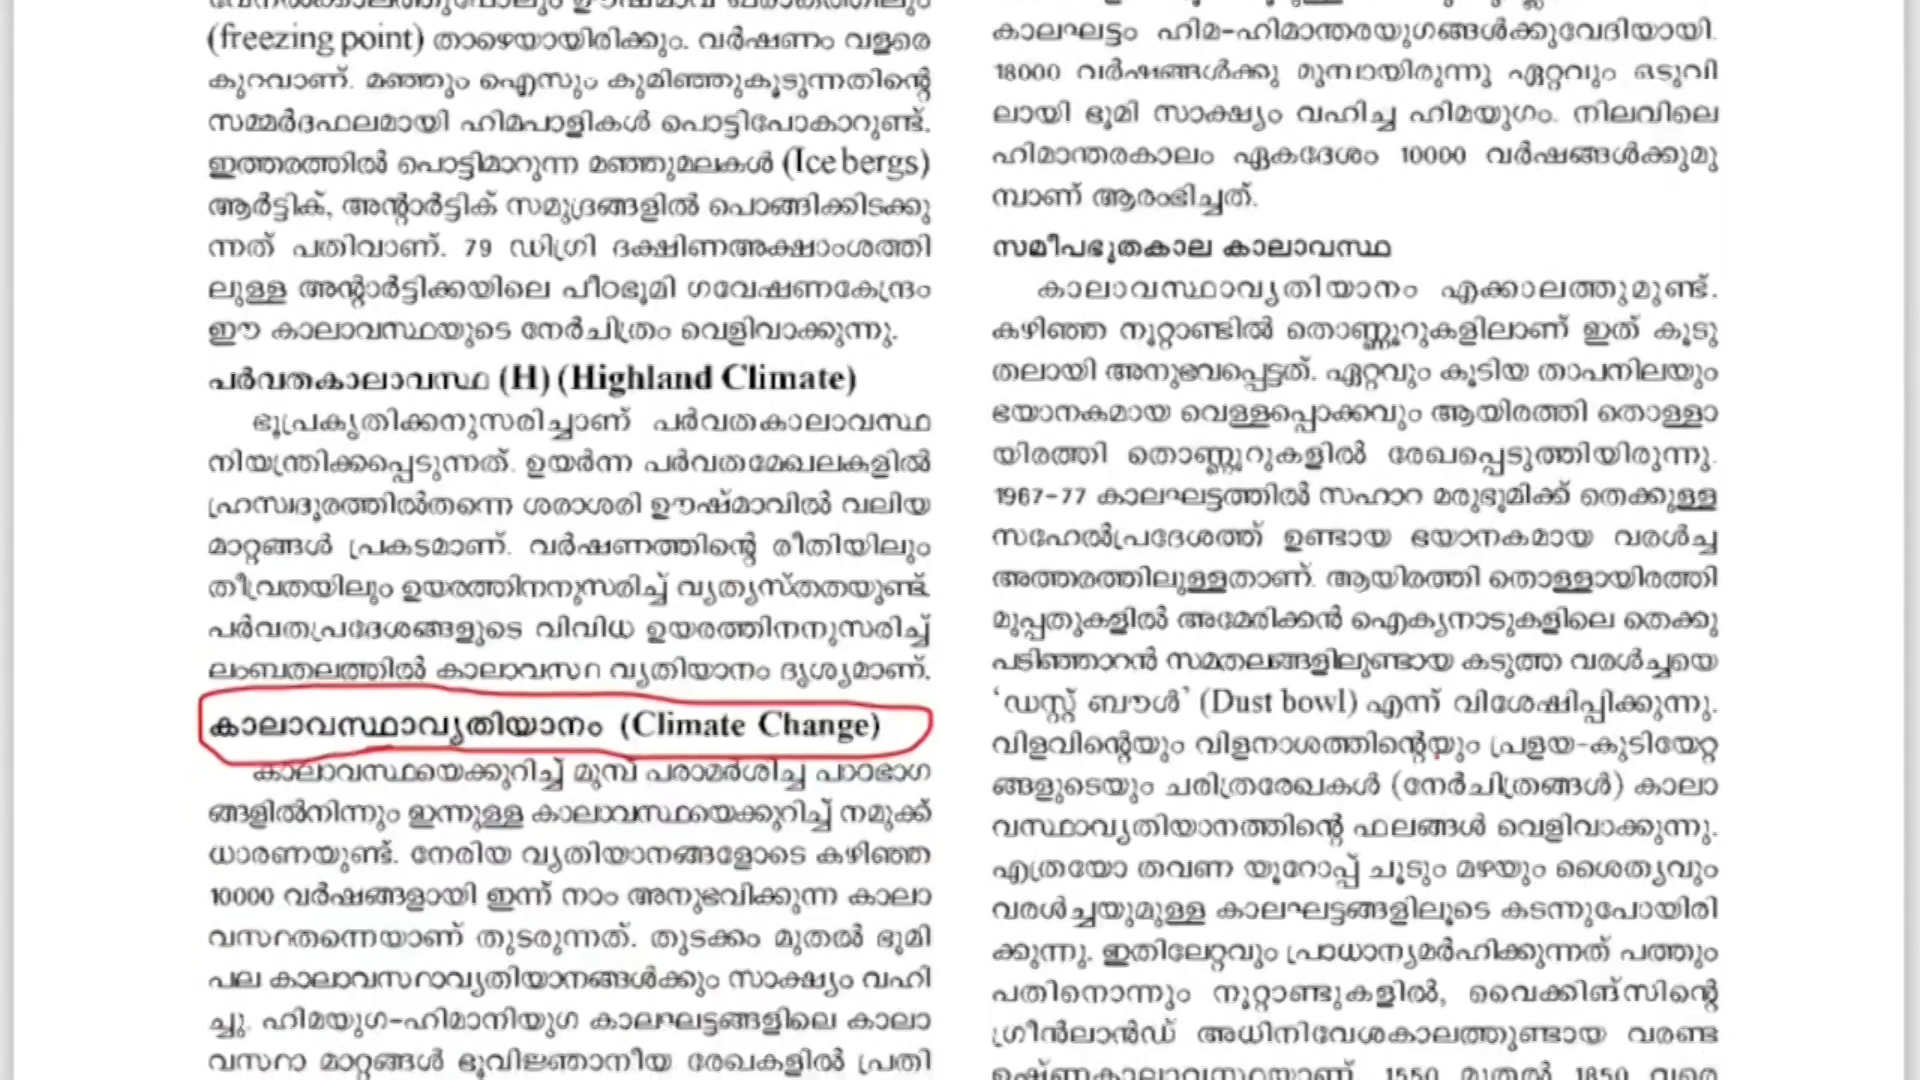 (freezing point) താഴെയായിരിക്കും. വർഷണം വളരെ
കുറവാണ്. മഞ്ഞും ഐസും കുമിഞ്ഞുകൂടുന്നതിന്റെ
സമ്മർദഫലമായി ഹിമപാളികൾ പൊട്ടിപോകാറുണ്ട്.
ഇത്തരത്തിൽ പൊട്ടിമാറുന്ന മഞ്ഞുമലകൾ (Ice bergs)
ആർട്ടിക്, അന്റാർട്ടിക് സമുദ്രങ്ങളിൽ പൊങ്ങിക്കിടക്കു
ന്നത് പതിവാണ്. 79 ഡിഗ്രി ദക്ഷിണഅക്ഷാംശത്തി
ലുള്ള അന്റാർട്ടിക്കയിലെ പീഠഭൂമി ഗവേഷണകേന്ദ്രം
ഈ കാലാവസ്ഥയുടെ നേർചിത്രം വെളിവാക്കുന്നു.
പർവതകാലാവസ്ഥ (H) (Highland Climate)
ഭൂപ്രകൃതിക്കനുസരിച്ചാണ് പർവതകാലാവസ്ഥ
നിയന്ത്രിക്കപ്പെടുന്നത്. ഉയർന്ന പർവതമേഖലകളിൽ
ഹ്രസ്വദൂരത്തിൽതന്നെ ശരാശരി ഊഷ്മാവിൽ വലിയ
മാറ്റങ്ങൾ പ്രകടമാണ്. വർഷണത്തിന്റെ രീതിയിലും
തീവ്രതയിലും ഉയരത്തിനനുസരിച്ച് വ്യത്യസ്തതയുണ്ട്.
പർവതപ്രദേശങ്ങളുടെ വിവിധ ഉയരത്തിനനുസരിച്ച്
ലംബതലത്തിൽ കാലാവസ്ഥ വ്യതിയാനം ദൃശ്യമാണ്.
കാലാവസ്ഥാവ്യതിയാനം (Climate Change)
കാലാവസ്ഥയെക്കുറിച്ച് മുമ്പ് പരാമർശിച്ച പാഠഭാഗ
ങ്ങളിൽനിന്നും ഇന്നുള്ള കാലാവസ്ഥയെക്കുറിച്ച് നമുക്ക്
ധാരണയുണ്ട്. നേരിയ വ്യതിയാനങ്ങളോടെ കഴിഞ്ഞ
10000 വർഷങ്ങളായി ഇന്ന് നാം അനുഭവിക്കുന്ന കാലാ
വസ്ഥതന്നെയാണ് തുടരുന്നത്. തുടക്കം മുതൽ ഭൂമി
പല കാലാവസ്ഥാവ്യതിയാനങ്ങൾക്കും സാക്ഷ്യം വഹി
ച്ചു. ഹിമയുഗ-ഹിമാനിയുഗ കാലഘട്ടങ്ങളിലെ കാലാ
വസ്ഥാ മാറ്റങ്ങൾ ഭൂവിജ്ഞാനീയ രേഖകളിൽ പ്രതി
കാലഘട്ടം ഹിമ-ഹിമാന്തരയുഗങ്ങൾക്കുവേദിയായി.
18000 വർഷങ്ങൾക്കു മുമ്പായിരുന്നു ഏറ്റവും ഒടുവി
ലായി ഭൂമി സാക്ഷ്യം വഹിച്ച ഹിമയുഗം. നിലവിലെ
ഹിമാന്തരകാലം ഏകദേശം 10000 വർഷങ്ങൾക്കുമു
മ്പാണ് ആരംഭിച്ചത്.
സമീപഭൂതകാല കാലാവസ്ഥ
കാലാവസ്ഥാവ്യതിയാനം എക്കാലത്തുമുണ്ട്.
കഴിഞ്ഞ നൂറ്റാണ്ടിൽ തൊണ്ണൂറുകളിലാണ് ഇത് കൂടു
തലായി അനുഭവപ്പെട്ടത്. ഏറ്റവും കൂടിയ താപനിലയും
ഭയാനകമായ വെള്ളപ്പൊക്കവും ആയിരത്തി തൊള്ളാ
യിരത്തി തൊണ്ണൂറുകളിൽ രേഖപ്പെടുത്തിയിരുന്നു.
1967-77 കാലഘട്ടത്തിൽ സഹാറ മരുഭൂമിക്ക് തെക്കുള്ള
സഹേൽപ്രദേശത്ത് ഉണ്ടായ ഭയാനകമായ വരൾച്ച
അത്തരത്തിലുള്ളതാണ്. ആയിരത്തി തൊള്ളായിരത്തി
മുപ്പതുകളിൽ അമേരിക്കൻ ഐക്യനാടുകളിലെ തെക്കു
പടിഞ്ഞാറൻ സമതലങ്ങളിലുണ്ടായ കടുത്ത വരൾച്ചയെ
'ഡസ്റ്റ് ബൗൾ' (Dust bowl) എന്ന് വിശേഷിപ്പിക്കുന്നു.
വിളവിന്റെയും വിളനാശത്തിന്റെയും പ്രളയ-കുടിയേറ്റ
ങ്ങളുടെയും ചരിത്രരേഖകൾ (നേർചിത്രങ്ങൾ) കാലാ
വസ്ഥാവ്യതിയാനത്തിന്റെ ഫലങ്ങൾ വെളിവാക്കുന്നു.
എത്രയോ തവണ യൂറോപ്പ് ചൂടും മഴയും ശൈത്യവും
വരൾച്ചയുമുള്ള കാലഘട്ടങ്ങളിലൂടെ കടന്നുപോയിരി
ക്കുന്നു. ഇതിലേറ്റവും പ്രാധാന്യമർഹിക്കുന്നത് പത്തും
പതിനൊന്നും നൂറ്റാണ്ടുകളിൽ, വൈക്കിങ്സിന്റെ
ഗ്രീൻലാൻഡ് അധിനിവേശകാലത്തുണ്ടായ വരണ്ട
ഉഷ്ണകാലാവസ്ഥയാണ്. 1550 മുതൽ 1850 വരെ